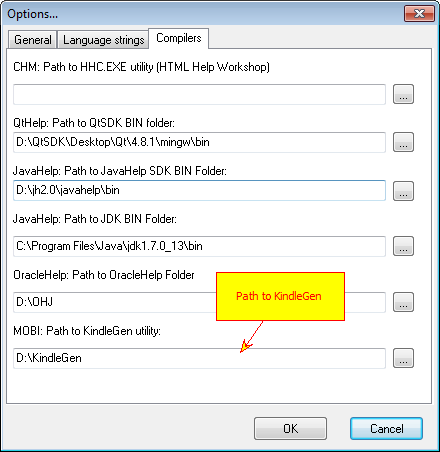 Options...
General
Language strings
Compilers
CHM: Path to HHC.EXE utility (HTML Help Workshop)
...
QtHelp: Path to QtSDK BIN folder:
D:\QtSDK\Desktop\Qt\4.8.1\mingw\bin
...
JavaHelp: Path to JavaHelp SDK BIN Folder:
D:\jh2.0\javahelp\bin
...
JavaHelp: Path to JDK BIN Folder:
C:\Program Files\Java\jdk1.7.0_13\bin
...
OracleHelp: Path to OracleHelp Folder
D:\OHJ
...
Path to KindleGen
MOBI: Path to KindleGen utility:
D:\KindleGen
...
OK
Cancel